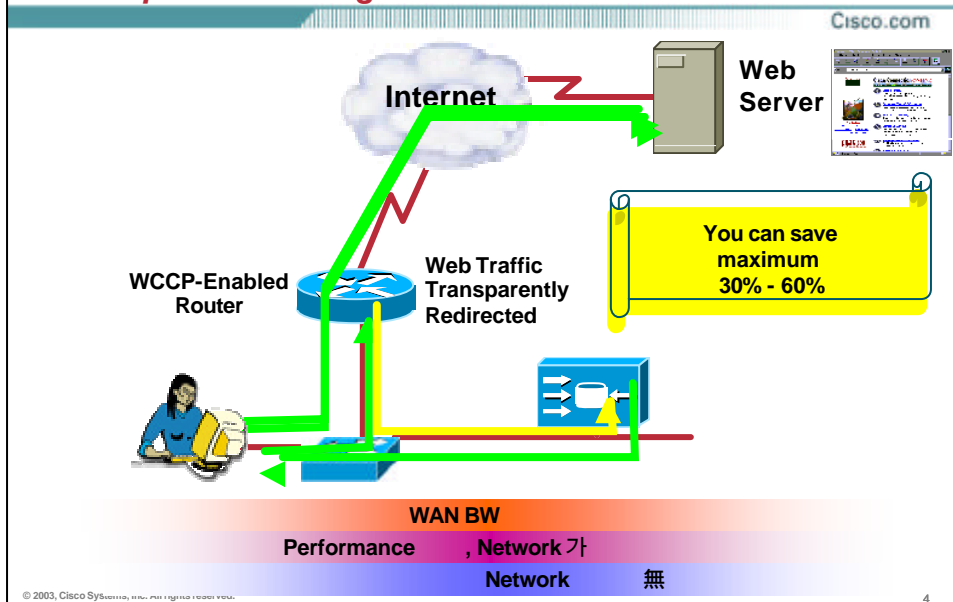 Cisco.com
Internet
Web
Server
You can save
maximum
30% - 60%
WCCP-Enabled
Router
Web Traffic
Transparently
Redirected
WAN BW
Performance , Network 가
Network 無
© 2003, Cisco Systems, Inc. All rights reserved.
4